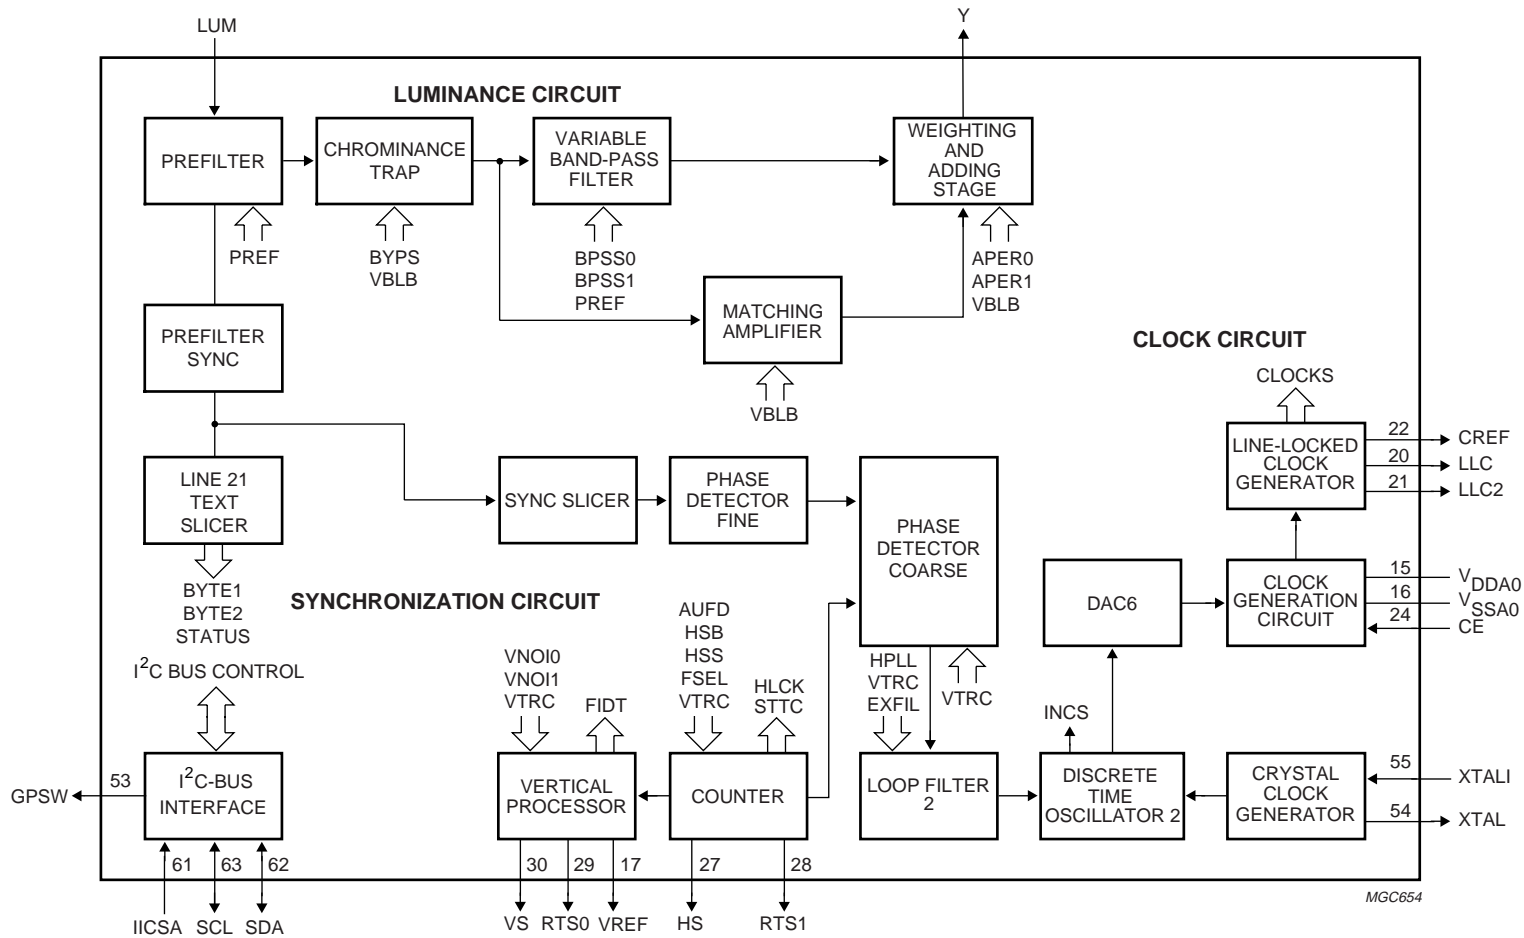 LUM
Y
LUMINANCE CIRCUIT
PREFILTER
CHROMINANCE
TRAP
VARIABLE
BAND-PASS
FILTER
WEIGHTING
AND
ADDING
STAGE
PREF
BYPS
VBLB
BPSS0
BPSS1
PREF
APER0
APER1
VBLB
PREFILTER
SYNC
MATCHING
AMPLIFIER
VBLB
CLOCK CIRCUIT
CLOCKS
LINE-LOCKED
CLOCK
GENERATOR
22
CREF
20
LLC
21
LLC2
LINE 21
TEXT
SLICER
SYNC SLICER
PHASE
DETECTOR
FINE
PHASE
DETECTOR
COARSE
BYTE1
BYTE2
STATUS
SYNCHRONIZATION CIRCUIT
DAC6
CLOCK
GENERATION
CIRCUIT
15
VDDA0
16
VSSA0
24
CE
I2C BUS CONTROL
VNOI0
VNOI1
VTRC
FIDT
AUFD
HSB
HSS
FSEL
VTRC
HLCK
STTC
HPLL
VTRC
EXFIL
VTRC
INCS
GPSW
53
I2C-BUS
INTERFACE
VERTICAL
PROCESSOR
COUNTER
LOOP FILTER
2
DISCRETE
TIME
OSCILLATOR 2
CRYSTAL
CLOCK
GENERATOR
55
XTALI
54
XTAL
61
63
62
30
29
17
27
28
IICSA
SCL
SDA
VS
RTS0
VREF
HS
RTS1
MGC654